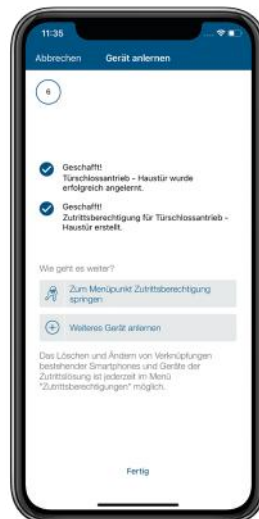 11:35
Abbrechen Gerät anlernen
6
Geschafft!
Türschlossantrieb - Haustür wurde
erfolgreich angelernt.
Geschafft!
Zutrittsberechtigung für Türschlossantrieb -
Haustür erstellt.
Wie geht es weiter?
Zum Menüpunkt Zutrittsberechtigung
springen
Weiteres Gerät anlernen
Das Löschen und Ändern von Verknüpfungen
bestehender Smartphones und Geräte der
Zutrittslösung ist jederzeit im Menü
"Zutrittsberechtigungen" möglich.
Fertig